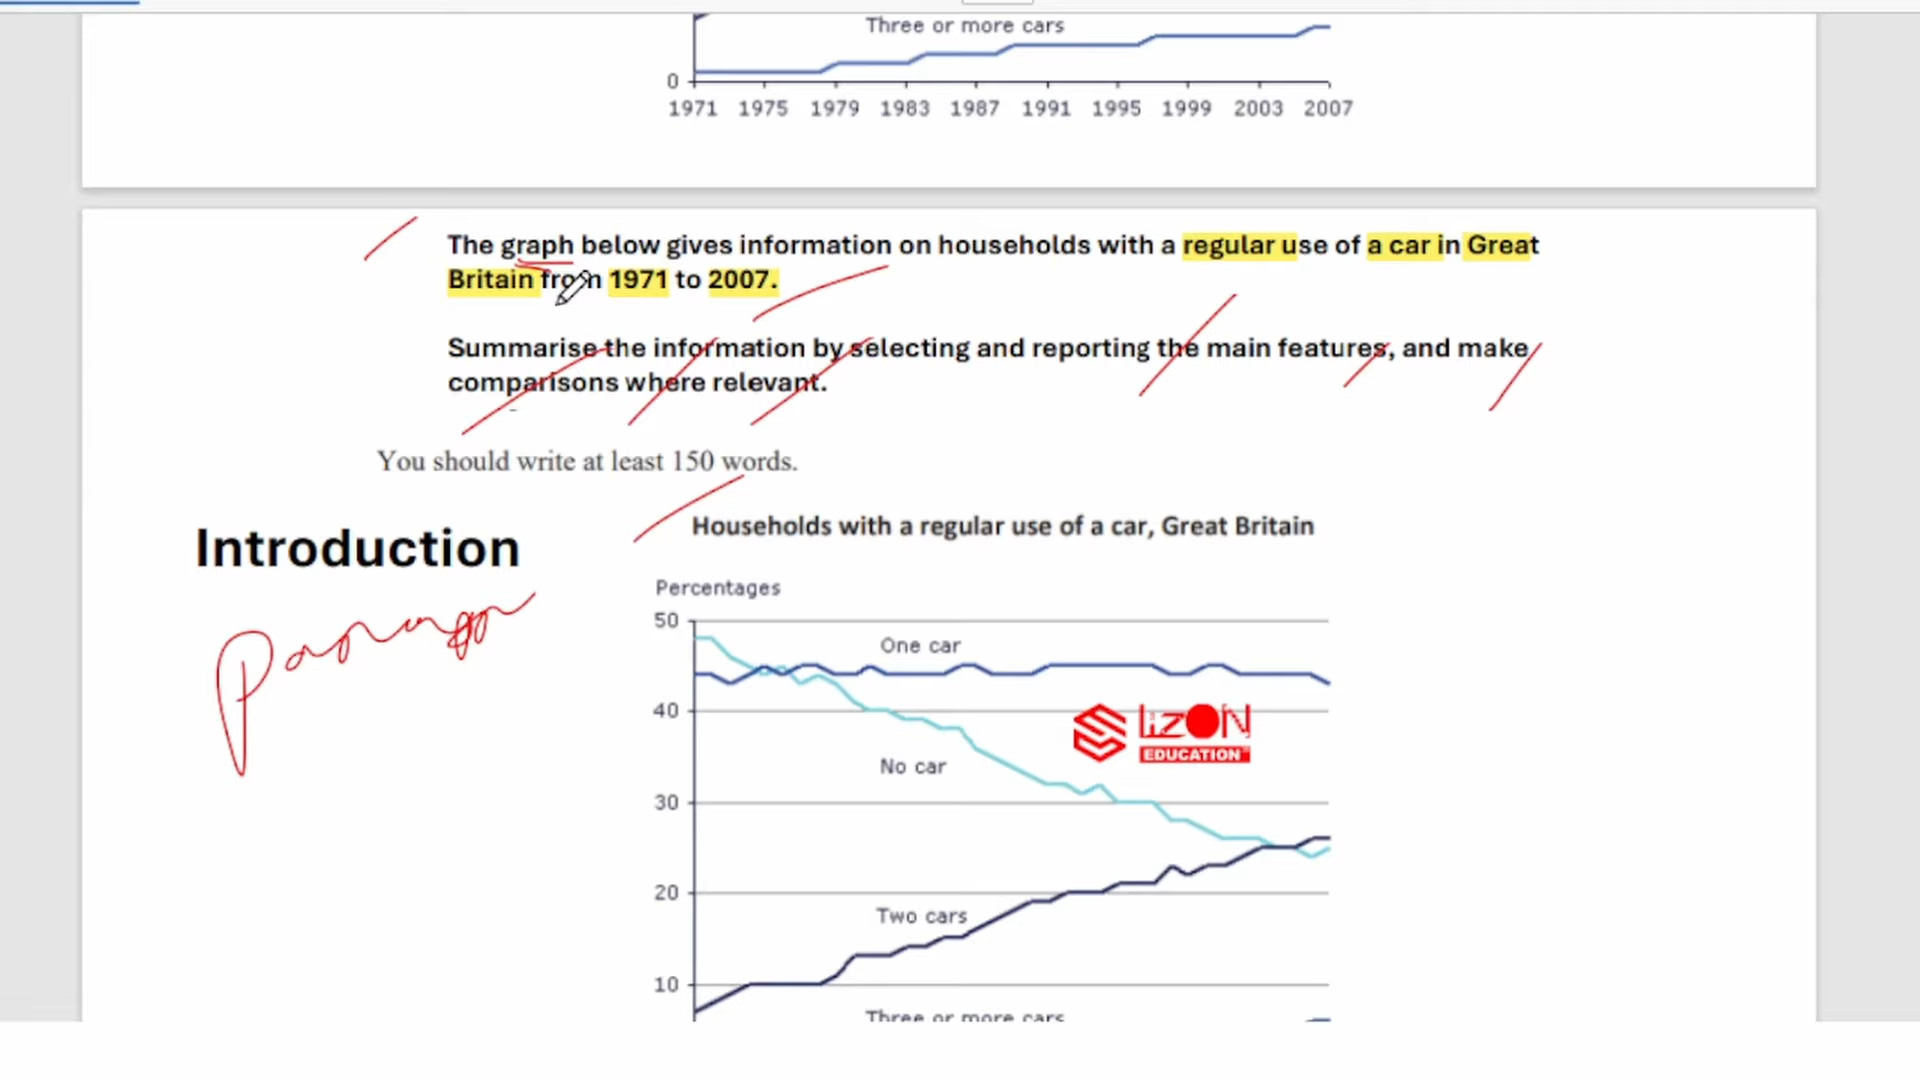 Three or more cars
0
1971 1975 1979 1983 1987 1991 1995 1999 2003 2007
The graph below gives information on households with a regular use of a car in Great
Britain from 1971 to 2007.
Summarise the information by selecting and reporting the main features, and make
comparisons where relevant.
You should write at least 150 words.
Introduction
Households with a regular use of a car, Great Britain
Percentages
50
One car
40
LizON
EDUCATION
No car
30
20
Two cars
10
Three or more cars